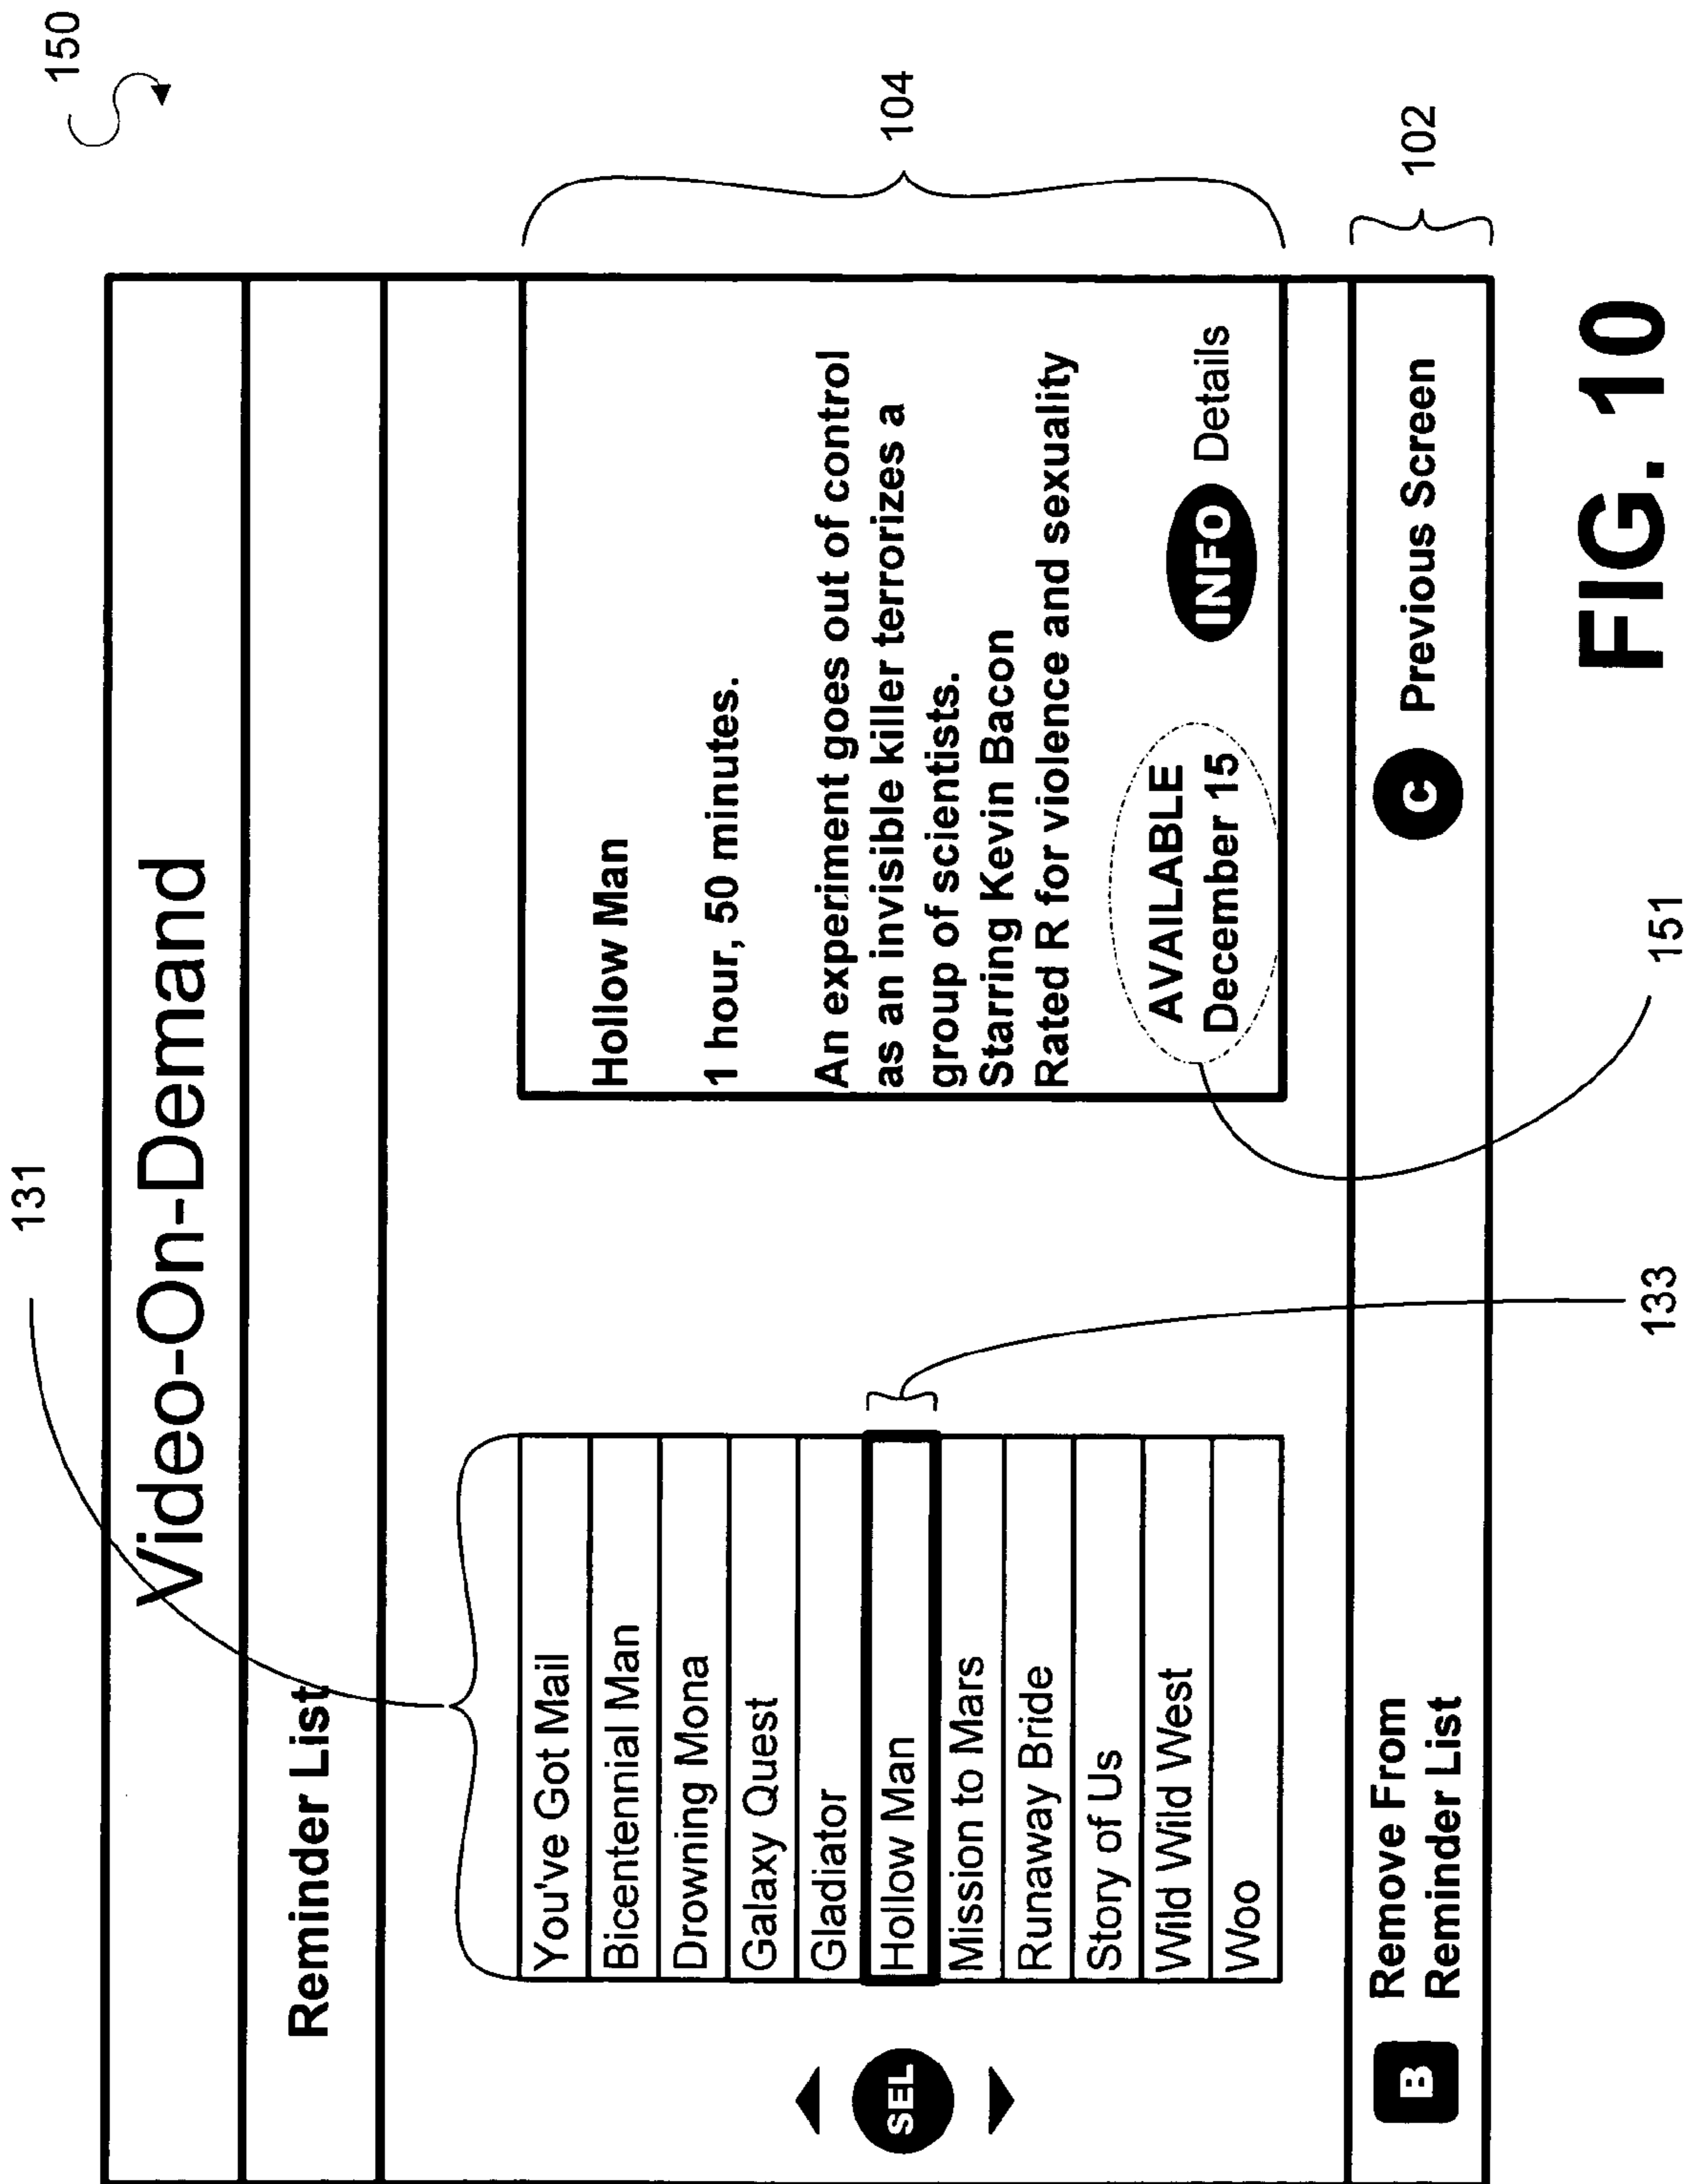 150
131
Video-On-Demand
Reminder List
You've Got Mail
Bicentennial Man
Drowning Mona
Galaxy Quest
Gladiator
Hollow Man
Mission to Mars
Runaway Bride
Story of Us
Wild Wild West
Woo
SEL
Hollow Man
1 hour, 50 minutes.
An experiment goes out of control
as an invisible killer terrorizes a
group of scientists.
Starring Kevin Bacon
Rated R for violence and sexuality
AVAILABLE
December 15
INFO Details
104
B Remove From
Reminder List
C Previous Screen
102
133
151
FIG. 10